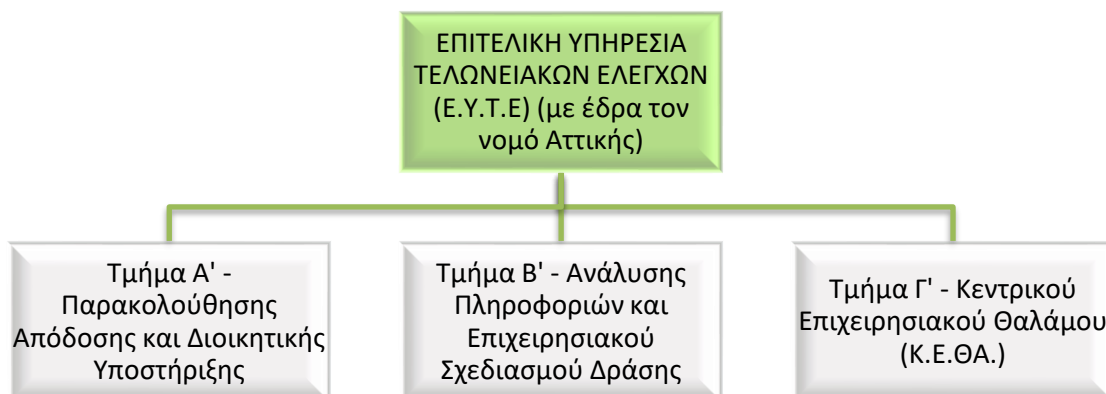 ΕΠΙΤΕΛΙΚΗ ΥΠΗΡΕΣΙΑ
ΤΕΛΩΝΕΙΑΚΩΝ ΕΛΕΓΧΩΝ
(Ε.Υ.Τ.Ε) (με έδρα τον
νομό Αττικής)
Τμήμα Α' -
Παρακολούθησης
Απόδοσης και Διοικητικής
Υποστήριξης
Τμήμα Β' - Ανάλυσης
Πληροφοριών και
Επιχειρησιακού
Σχεδιασμού Δράσης
Τμήμα Γ' - Κεντρικού
Επιχειρησιακού Θαλάμου
(Κ.Ε.ΘΑ.)